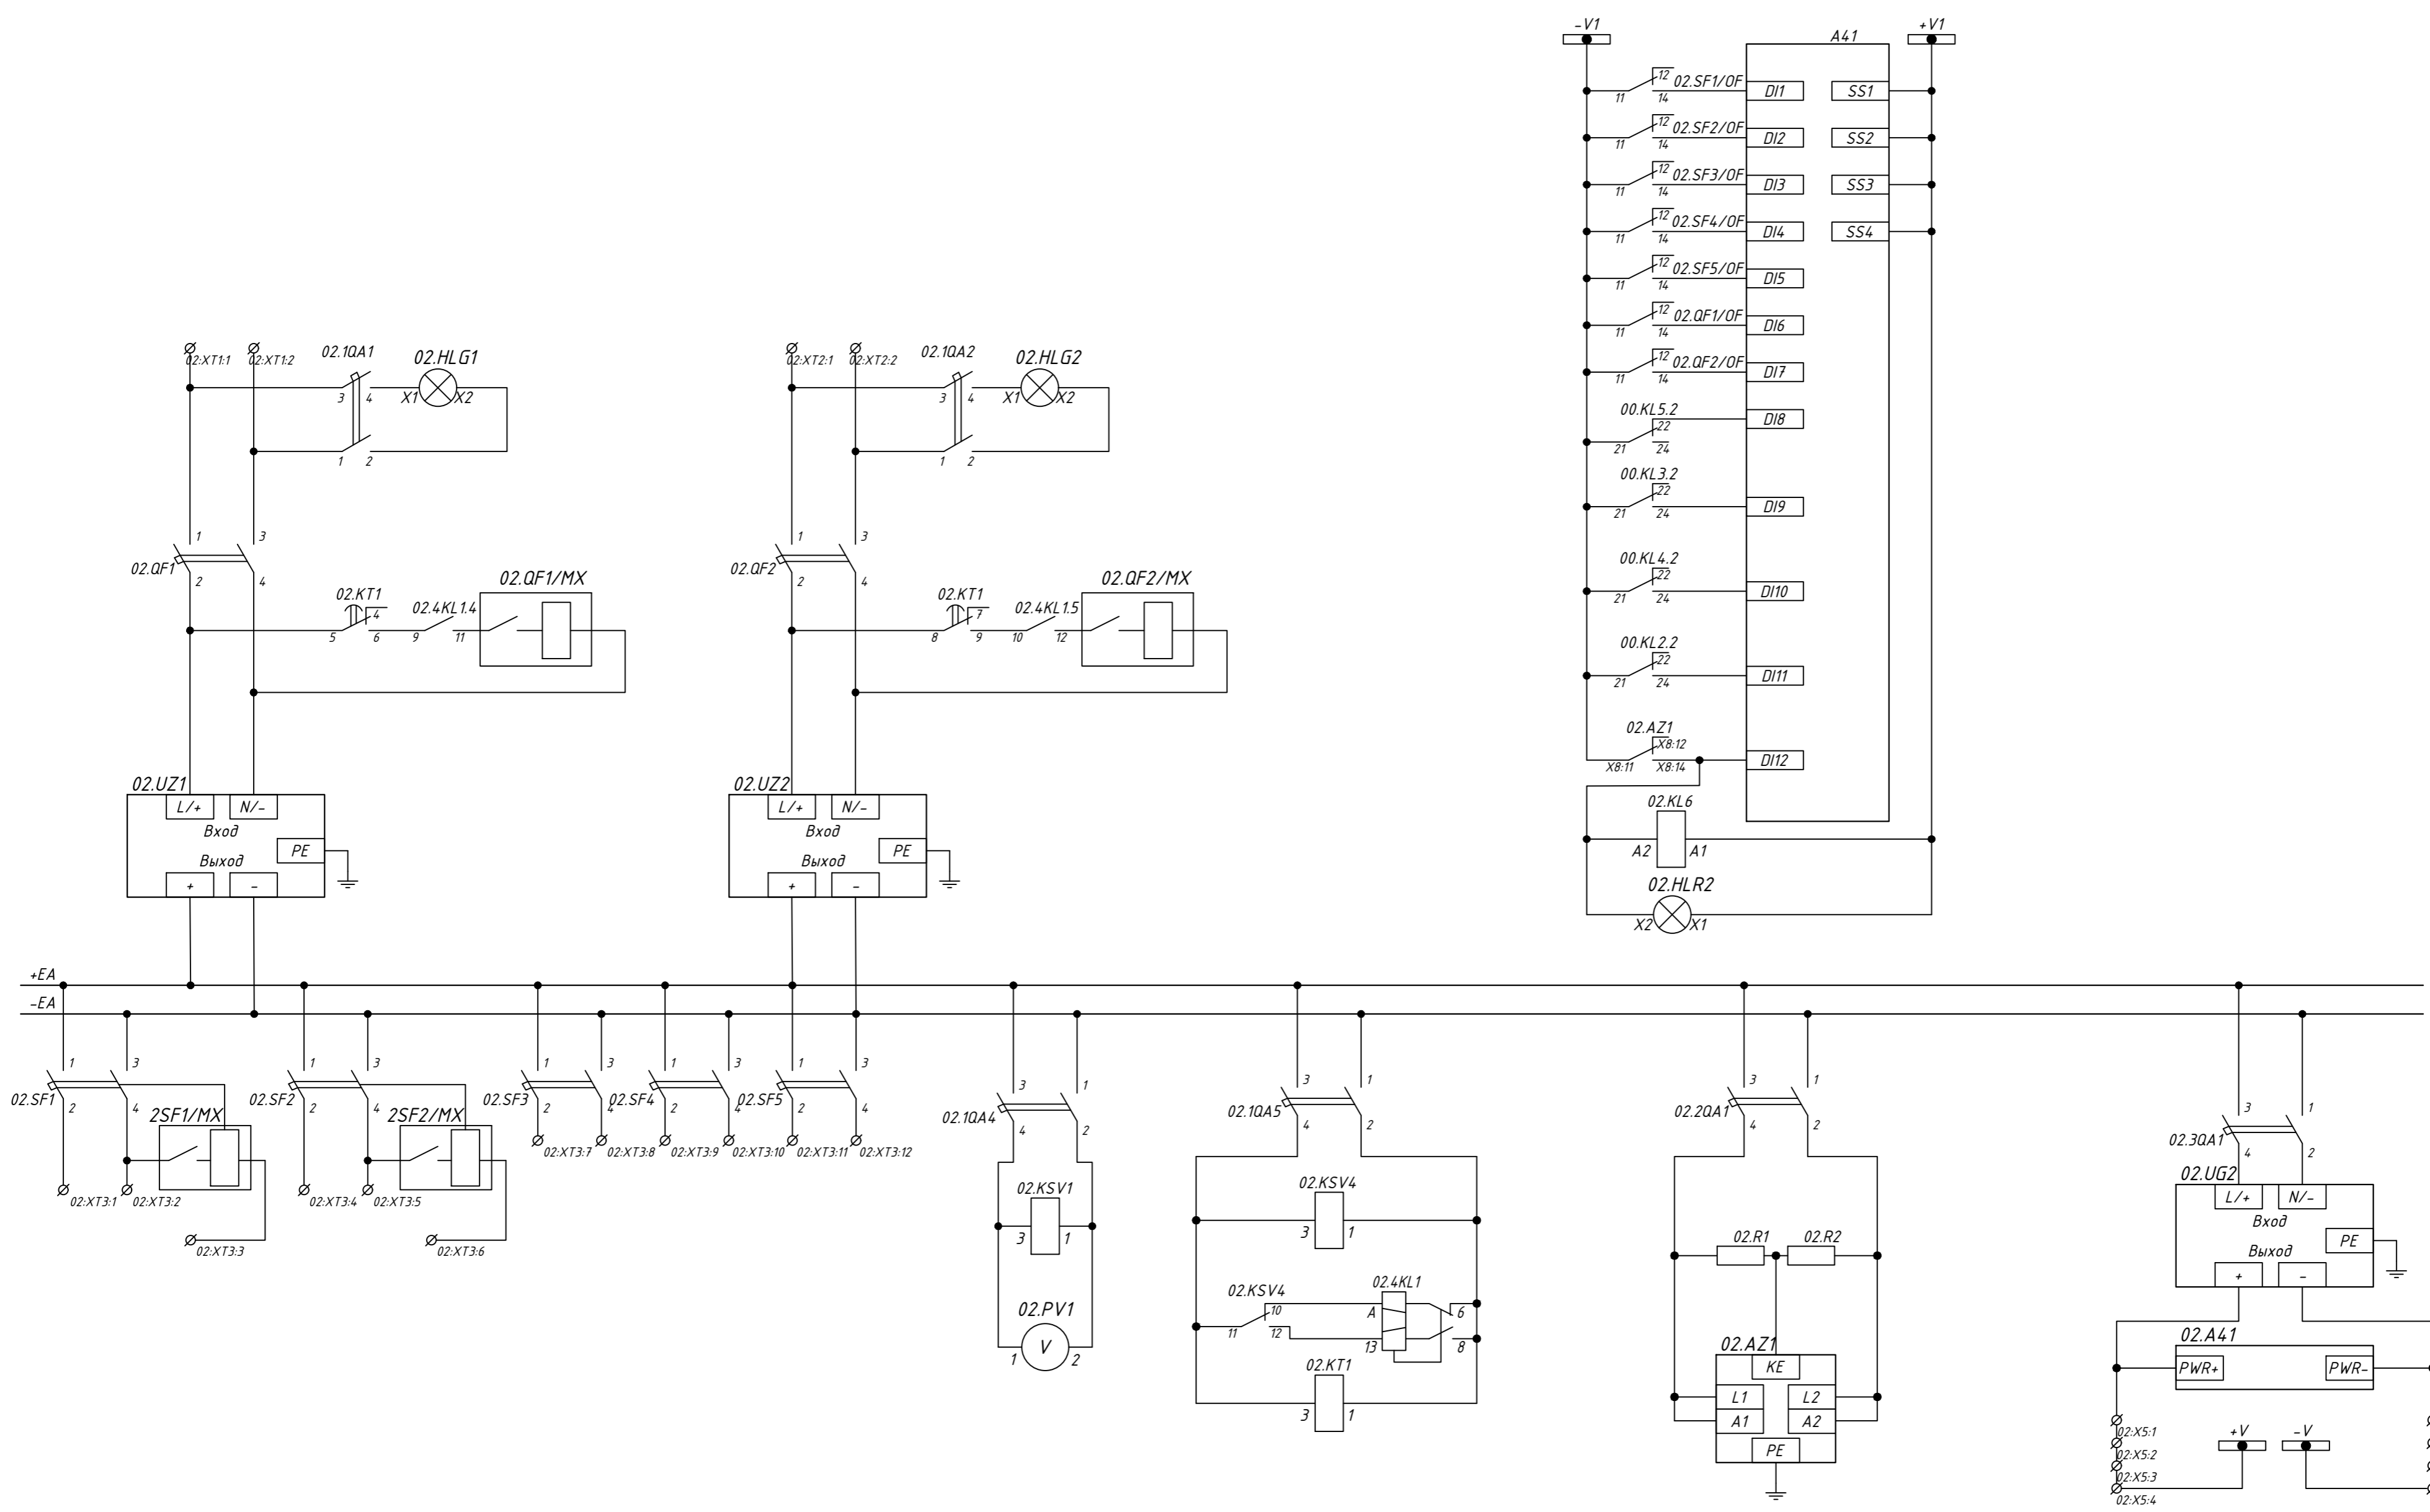 -V1
+V1
A41
12 02.SF1/OF
11 14 DI1 SS1
12 02.SF2/OF
11 14 DI2 SS2
12 02.SF3/OF
11 14 DI3 SS3
12 02.SF4/OF
11 14 DI4 SS4
12 02.SF5/OF
11 14 DI5
12 02.QF1/OF
11 14 DI6
12 02.QF2/OF
11 14 DI7
00.KL5.2
22 DI8
21 24
00.KL3.2
22
21 24 DI9
00.KL4.2
22
21 24 DI10
00.KL2.2
22
21 24 DI11
02.AZ1
X8:12
X8:11 X8:14 DI12
02.KL6
A2 A1
02.HLR2
X2 X1
02:XT1:1 02:XT1:2
02.1QA1
02.HLG1
3 4 X1 X2
1 2
1 3
02.QF1
2 4
02.KT1
4
5 6
02.4KL1.4
9 11
02.QF1/MX
02.UZ1
L/+ N/-
Вход
PE
Выход
+ -
02:XT2:1 02:XT2:2
02.1QA2
02.HLG2
3 4 X1 X2
1 2
1 3
02.QF2
2 4
02.KT1
7
8 9
02.4KL1.5
10 12
02.QF2/MX
02.UZ2
L/+ N/-
Вход
PE
Выход
+ -
+EA
-EA
1 3
02.SF1
2 4
2SF1/MX
02:XT3:1 02:XT3:2
02:XT3:3
1 3
02.SF2
2 4
2SF2/MX
02:XT3:4 02:XT3:5
02:XT3:6
1 3
02.SF3
2 4
02:XT3:7 02:XT3:8
1 3
02.SF4
2 4
02:XT3:9 02:XT3:10
1 3
02.SF5
2 4
02:XT3:11 02:XT3:12
3 1
02.1QA4
4 2
02.KSV1
3 1
02.PV1
V
1 2
3 1
02.1QA5
4 2
02.KSV4
3 1
02.KSV4
10
11 12
02.4KL1
A 6
13 8
02.KT1
3 1
3 1
02.2QA1
4 2
02.R1 02.R2
02.AZ1
KE
L1 L2
A1 A2
PE
3 1
02.3QA1
4 2
02.UG2
L/+ N/-
Вход
PE
Выход
+ -
02.A41
PWR+ PWR-
02:X5:1
02:X5:2
02:X5:3
02:X5:4
+V -V